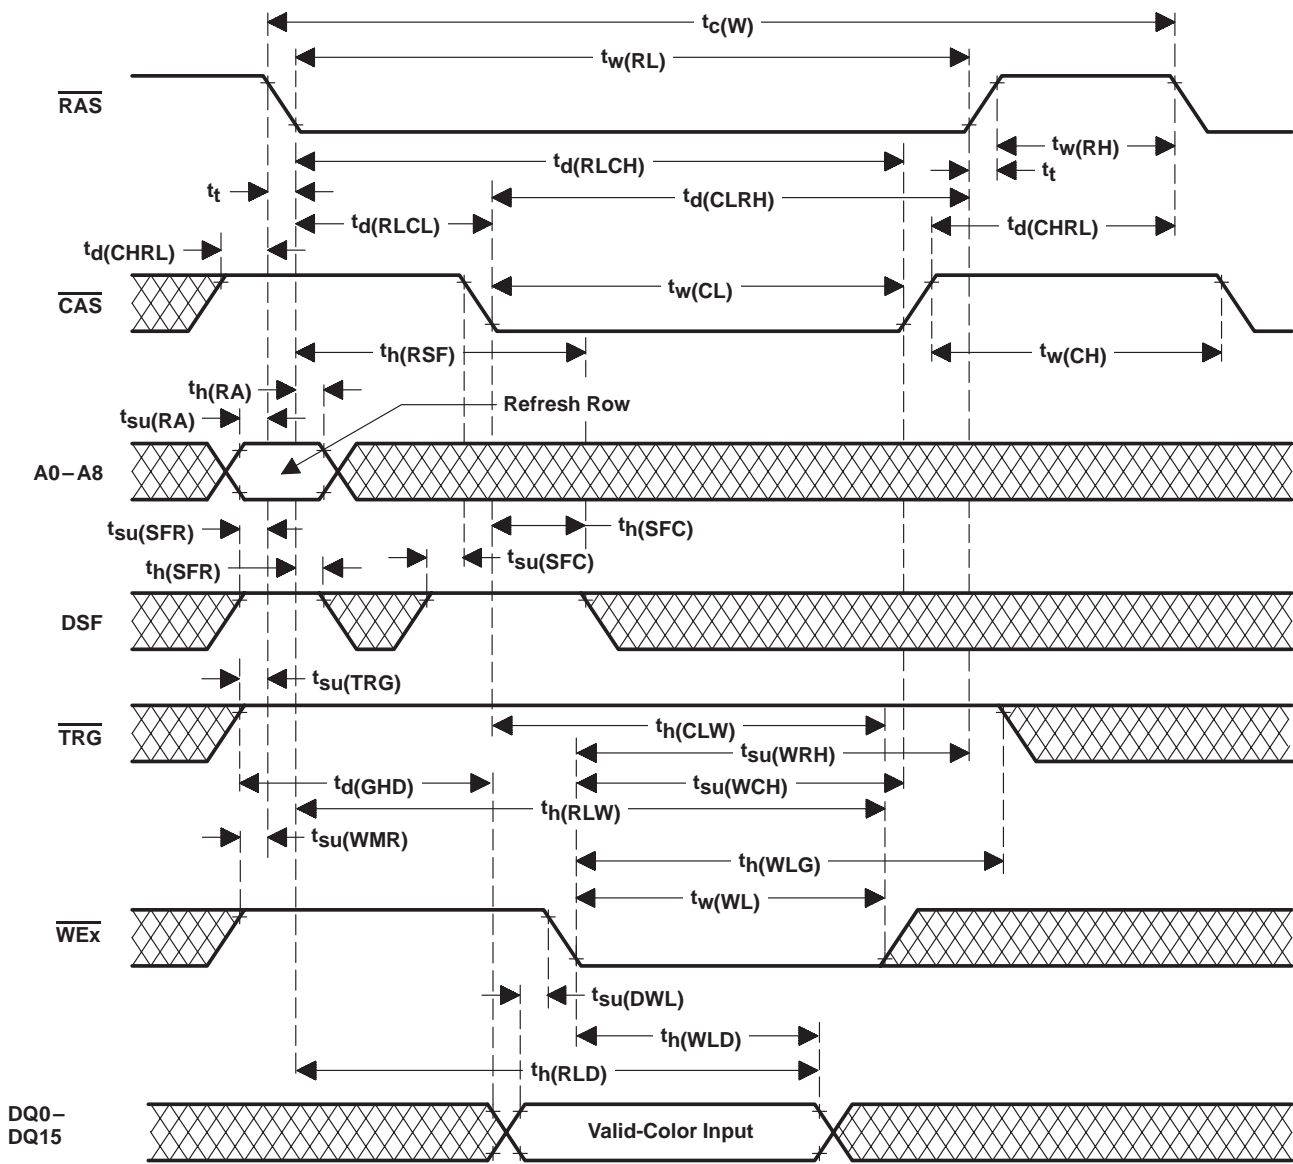 tc(W)
tw(RL)
RAS
tw(RH)
td(RLCH)
tt
tt
td(CLRH)
td(RLCL)
td(CHRL)
td(CHRL)
CAS
tw(CL)
th(RSF)
tw(CH)
th(RA)
Refresh Row
tsu(RA)
A0–A8
tsu(SFR)
th(SFC)
tsu(SFC)
th(SFR)
DSF
tsu(TRG)
TRG
th(CLW)
tsu(WRH)
td(GHD)
tsu(WCH)
th(RLW)
tsu(WMR)
th(WLG)
tw(WL)
WEx
tsu(DWL)
th(WLD)
th(RLD)
DQ0–
DQ15
Valid-Color Input